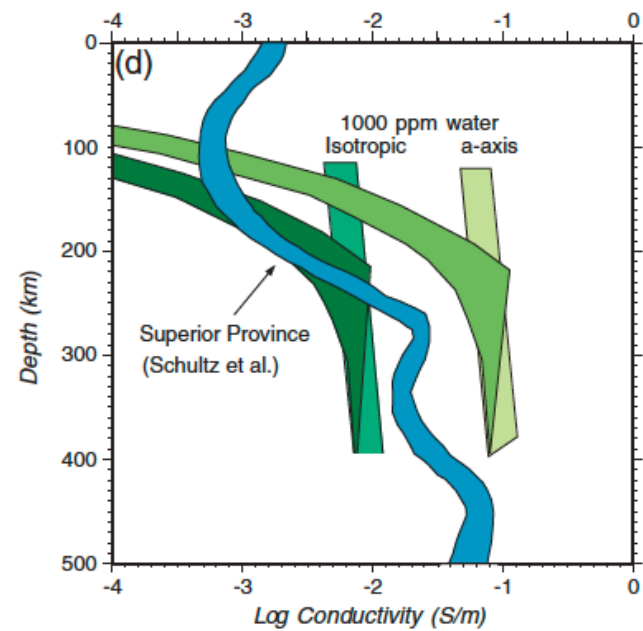 -4 -3 -2 -1 0
(d)
0
1000 ppm water
Isotropic a-axis
100
200
Superior Province
(Schultz et al.)
300
400
500
Depth (km)
-4 -3 -2 -1 0
Log Conductivity (S/m)